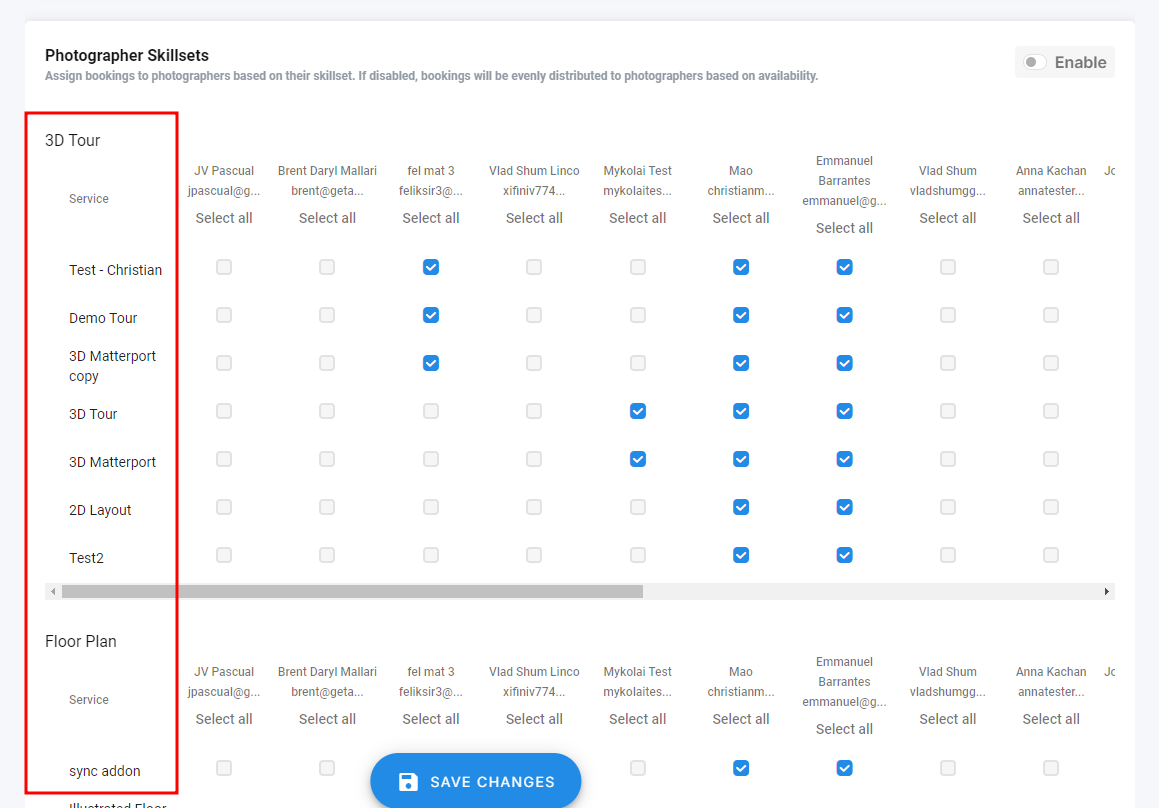 Photographer Skillsets
Assign bookings to photographers based on their skillset. If disabled, bookings will be evenly distributed to photographers based on availability.
Enable
3D Tour
Service
JV Pascual
jpascual@g...
Select all
Brent Daryl Mallari
brent@geta...
Select all
fel mat 3
feliksir3@...
Select all
Vlad Shum Linco
xifiniv774...
Select all
Mykolai Test
mykolaites...
Select all
Mao
christianm...
Select all
Emmanuel
Barrantes
emmanuel@g...
Select all
Vlad Shum
vladshumgg...
Select all
Anna Kachan
annatester...
Select all
Test - Christian
Demo Tour
3D Matterport
copy
3D Tour
3D Matterport
2D Layout
Test2
Floor Plan
Service
JV Pascual
jpascual@g...
Select all
Brent Daryl Mallari
brent@geta...
Select all
fel mat 3
feliksir3@...
Select all
Vlad Shum Linco
xifiniv774...
Select all
Mykolai Test
mykolaites...
Select all
Mao
christianm...
Select all
Emmanuel
Barrantes
emmanuel@g...
Select all
Vlad Shum
vladshumgg...
Select all
Anna Kachan
annatester...
Select all
sync addon
SAVE CHANGES
Illustrated Floor